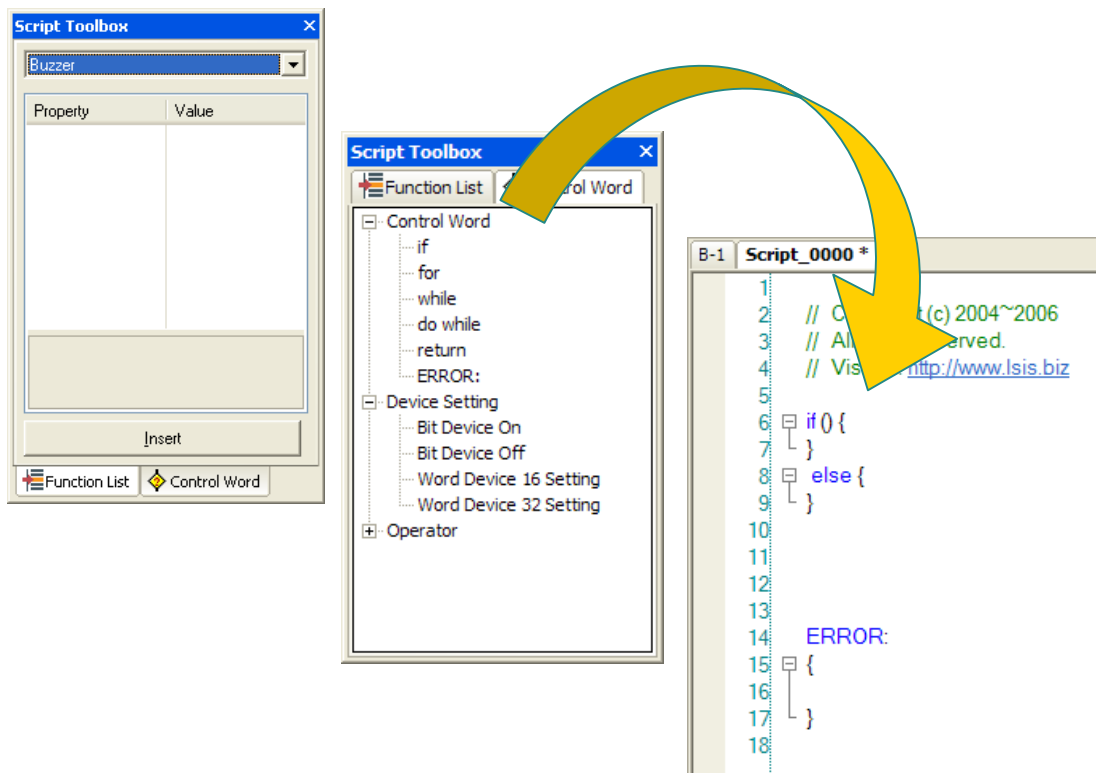 Script Toolbox
Buzzer
Property Value
Insert
Function List Control Word
Script Toolbox
Function List rol Word
Control Word
if
for
while
do while
return
ERROR:
Device Setting
Bit Device On
Bit Device Off
Word Device 16 Setting
Word Device 32 Setting
Operator
B-1 Script_0000 *
1
2 // C t (c) 2004~2006
3 // Al erved.
4 // Vis http://www.lsis.biz
5
6 if () {
7 }
8 else {
9 }
10
11
12
13
14 ERROR:
15 {
16
17 }
18